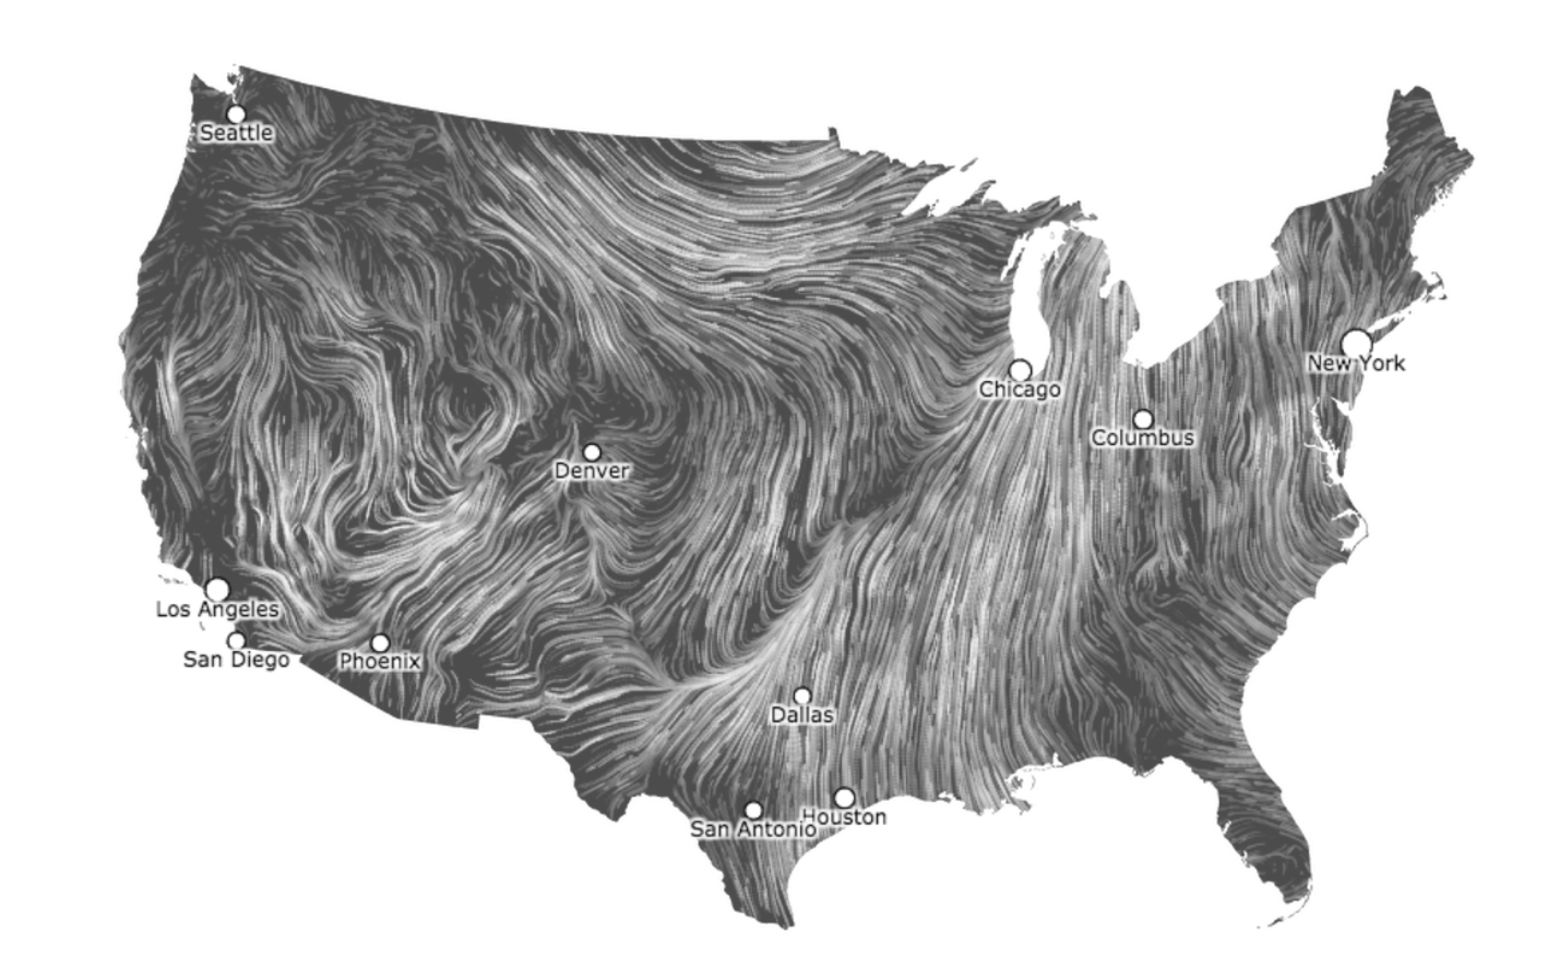 Seattle
New York
Chicago
Columbus
Denver
Los Angeles
San Diego
Phoenix
Dallas
Houston
San Antonio